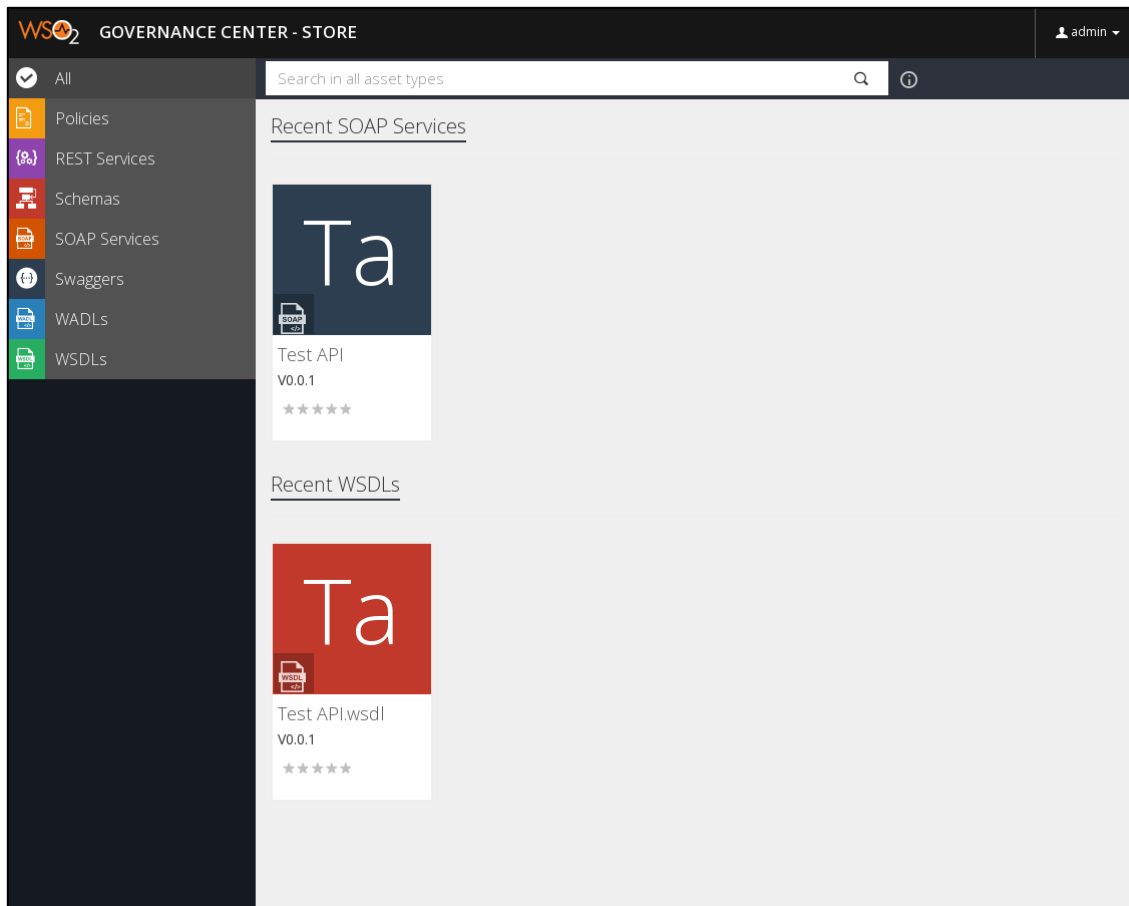 WSO2 GOVERNANCE CENTER - STORE
admin
All
Policies
REST Services
Schemas
SOAP Services
Swaggers
WADLs
WSDLs
Search in all asset types
Recent SOAP Services
Ta
SOAP
Test API
V0.0.1
Recent WSDLs
Ta
WSDL
Test API.wsdl
V0.0.1